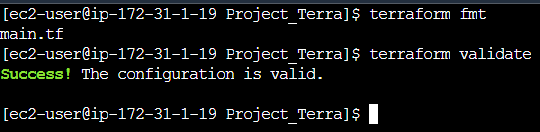 [ec2-user@ip-172-31-1-19 Project_Terra]$ terraform fmt
main.tf
[ec2-user@ip-172-31-1-19 Project_Terra]$ terraform validate
Success! The configuration is valid.
[ec2-user@ip-172-31-1-19 Project_Terra]$